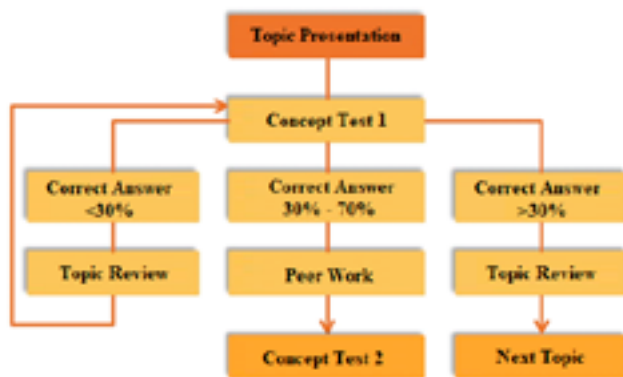 Topic Presentation
Concept Test 1
Correct Answer
<30%
Correct Answer
30% - 70%
Correct Answer
>30%
Topic Review
Peer Work
Topic Review
Concept Test 2
Next Topic